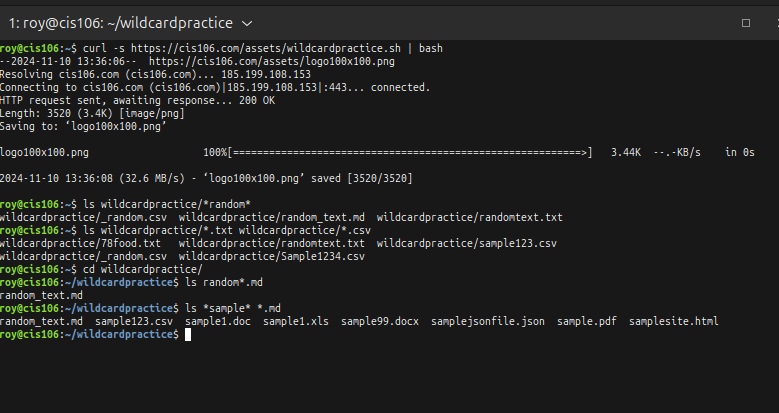 1: roy@cis106: ~/wildcardpractice
roy@cis106:~$ curl -s https://cis106.com/assets/wildcardpractice.sh | bash
--2024-11-10 13:36:06--  https://cis106.com/assets/logo100x100.png
Resolving cis106.com (cis106.com)... 185.199.108.153
Connecting to cis106.com (cis106.com)|185.199.108.153|:443... connected.
HTTP request sent, awaiting response... 200 OK
Length: 3520 (3.4K) [image/png]
Saving to: ‘logo100x100.png’
logo100x100.png                  100%[==========================================================>]   3.44K  --.-KB/s    in 0s
2024-11-10 13:36:08 (32.6 MB/s) - ‘logo100x100.png’ saved [3520/3520]
roy@cis106:~$ ls wildcardpractice/*random*
wildcardpractice/_random.csv  wildcardpractice/random_text.md  wildcardpractice/randomtext.txt
roy@cis106:~$ ls wildcardpractice/*.txt wildcardpractice/*.csv
wildcardpractice/78food.txt   wildcardpractice/randomtext.txt  wildcardpractice/sample123.csv
wildcardpractice/_random.csv  wildcardpractice/Sample1234.csv
roy@cis106:~$ cd wildcardpractice/
roy@cis106:~/wildcardpractice$ ls random*.md
random_text.md
roy@cis106:~/wildcardpractice$ ls *sample* *.md
random_text.md  sample123.csv  sample1.doc  sample1.xls  sample99.docx  samplejsonfile.json  sample.pdf  samplesite.html
roy@cis106:~/wildcardpractice$